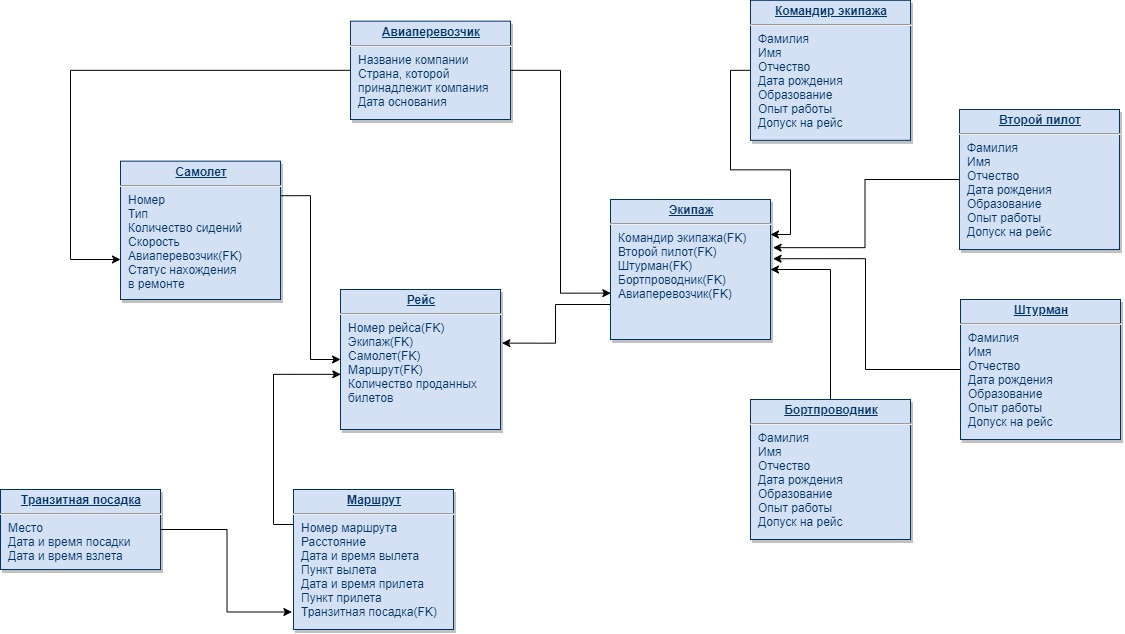 Авиаперевозчик
Название компании
Страна, которой
принадлежит компания
Дата основания
Командир экипажа
Фамилия
Имя
Отчество
Дата рождения
Образование
Опыт работы
Допуск на рейс
Второй пилот
Фамилия
Имя
Отчество
Дата рождения
Образование
Опыт работы
Допуск на рейс
Самолет
Номер
Тип
Количество сидений
Скорость
Авиаперевозчик(FK)
Статус нахождения
в ремонте
Экипаж
Командир экипажа(FK)
Второй пилот(FK)
Штурман(FK)
Бортпроводник(FK)
Авиаперевозчик(FK)
Рейс
Номер рейса(FK)
Экипаж(FK)
Самолет(FK)
Маршрут(FK)
Количество проданных
билетов
Штурман
Фамилия
Имя
Отчество
Дата рождения
Образование
Опыт работы
Допуск на рейс
Бортпроводник
Фамилия
Имя
Отчество
Дата рождения
Образование
Опыт работы
Допуск на рейс
Транзитная посадка
Место
Дата и время посадки
Дата и время взлета
Маршрут
Номер маршрута
Расстояние
Дата и время вылета
Пункт вылета
Дата и время прилета
Пункт прилета
Транзитная посадка(FK)